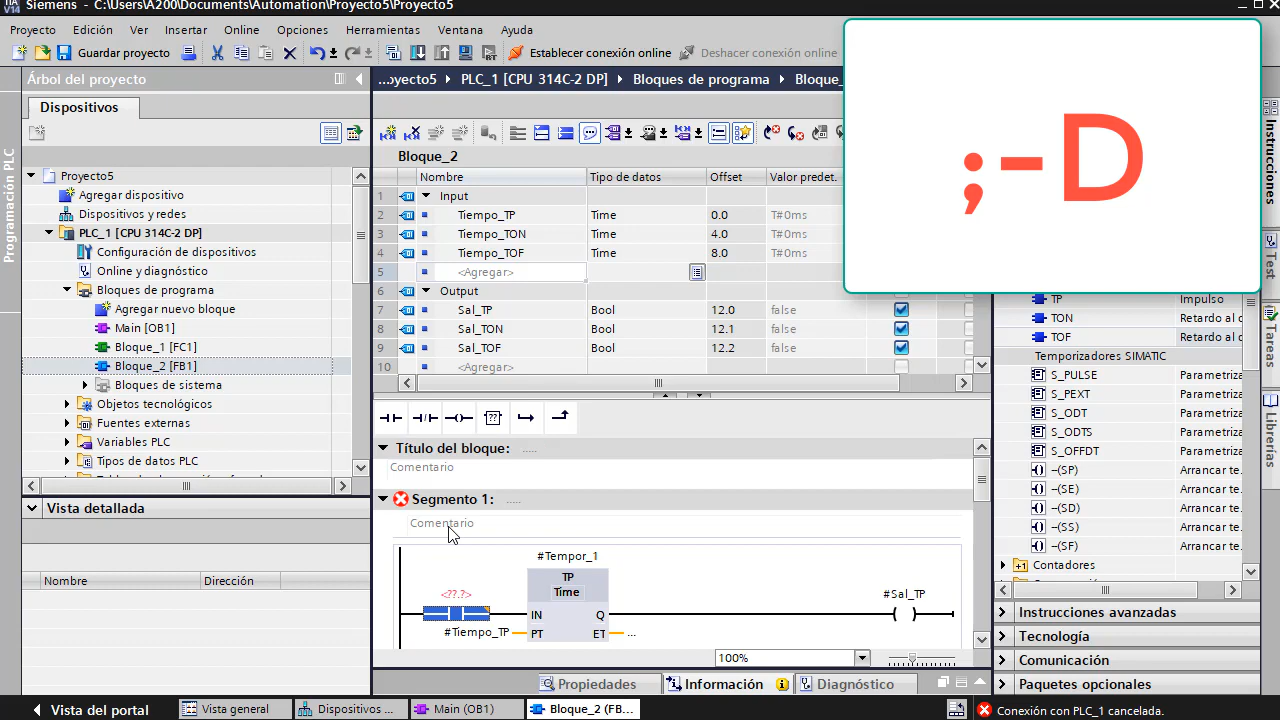 Siemens - C:\Users\A200\Documents\Automation\Proyecto5\Proyecto5
V14
Proyecto Edición Ver Insertar Online Opciones Herramientas Ventana Ayuda
Guardar proyecto
Establecer conexión online
Deshacer conexión online
Árbol del proyecto
Dispositivos
Programación PLC
Proyecto5
Agregar dispositivo
Dispositivos y redes
PLC_1 [CPU 314C-2 DP]
Configuración de dispositivos
Online y diagnóstico
Bloques de programa
Agregar nuevo bloque
Main [OB1]
Bloque_1 [FC1]
Bloque_2 [FB1]
Bloques de sistema
Objetos tecnológicos
Fuentes externas
Variables PLC
Tipos de datos PLC
Vista detallada
Nombre Dirección
...oyecto5 PLC_1 [CPU 314C-2 DP] Bloques de programa Bloque_
Bloque_2
Nombre Tipo de datos Offset Valor predet.
1 Input
2 Tiempo_TP Time 0.0 T#0ms
3 Tiempo_TON Time 4.0 T#0ms
4 Tiempo_TOF Time 8.0 T#0ms
5 <Agregar>
6 Output
7 Sal_TP Bool 12.0 false
8 Sal_TON Bool 12.1 false
9 Sal_TOF Bool 12.2 false
10 <Agregar>
??
Título del bloque: .....
Comentario
Segmento 1: .....
Comentario
#Tempor_1
TP
Time
<??.?>
#Sal_TP
IN Q
#Tiempo_TP PT ET ...
100%
Propiedades Información Diagnóstico
;-D
TP Impulso
TON Retardo al c
TOF Retardo al c
Temporizadores SIMATIC
S_PULSE Parametriza
S_PEXT Parametriza
S_ODT Parametriza
S_ODTS Parametriza
S_OFFDT Parametriza
–(SP) Arrancar te...
–(SE) Arrancar te...
–(SD) Arrancar te...
–(SS) Arrancar te...
–(SF) Arrancar te...
Contadores
Instrucciones avanzadas
Tecnología
Comunicación
Paquetes opcionales
Instrucciones
Test
Tareas
Librerías
Vista del portal
Vista general
Dispositivos ...
Main (OB1)
Bloque_2 (FB...
Conexión con PLC_1 cancelada.